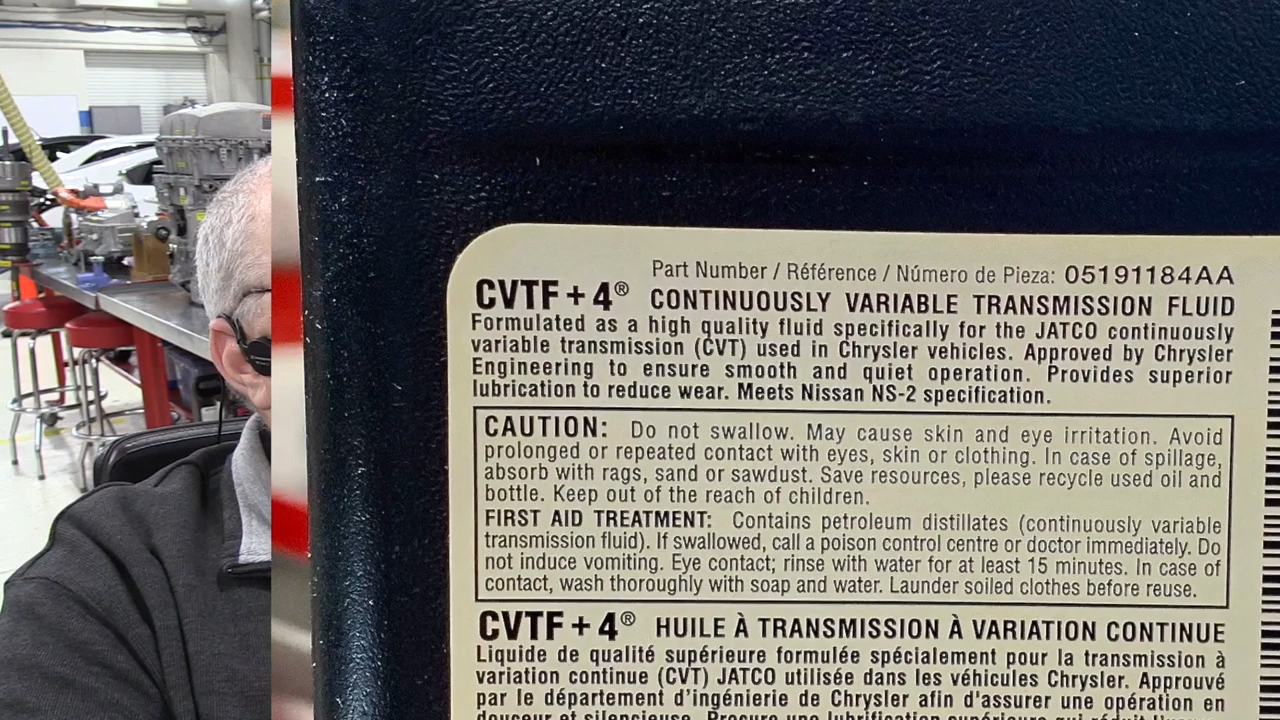 Part Number / Référence / Número de Pieza: 05191184AA
CVTF+4® CONTINUOUSLY VARIABLE TRANSMISSION FLUID
Formulated as a high quality fluid specifically for the JATCO continuously
variable transmission (CVT) used in Chrysler vehicles. Approved by Chrysler
Engineering to ensure smooth and quiet operation. Provides superior
lubrication to reduce wear. Meets Nissan NS-2 specification.
CAUTION: Do not swallow. May cause skin and eye irritation. Avoid
prolonged or repeated contact with eyes, skin or clothing. In case of spillage,
absorb with rags, sand or sawdust. Save resources, please recycle used oil and
bottle. Keep out of the reach of children.
FIRST AID TREATMENT: Contains petroleum distillates (continuously variable
transmission fluid). If swallowed, call a poison control centre or doctor immediately. Do
not induce vomiting. Eye contact; rinse with water for at least 15 minutes. In case of
contact, wash thoroughly with soap and water. Launder soiled clothes before reuse.
CVTF+4® HUILE À TRANSMISSION À VARIATION CONTINUE
Liquide de qualité supérieure formulée spécialement pour la transmission à
variation continue (CVT) JATCO utilisée dans les véhicules Chrysler. Approuvé
par le département d'ingénierie de Chrysler afin d'assurer une opération en
douceur et silencieuse. Procure une lubrification supérieure qui réduit